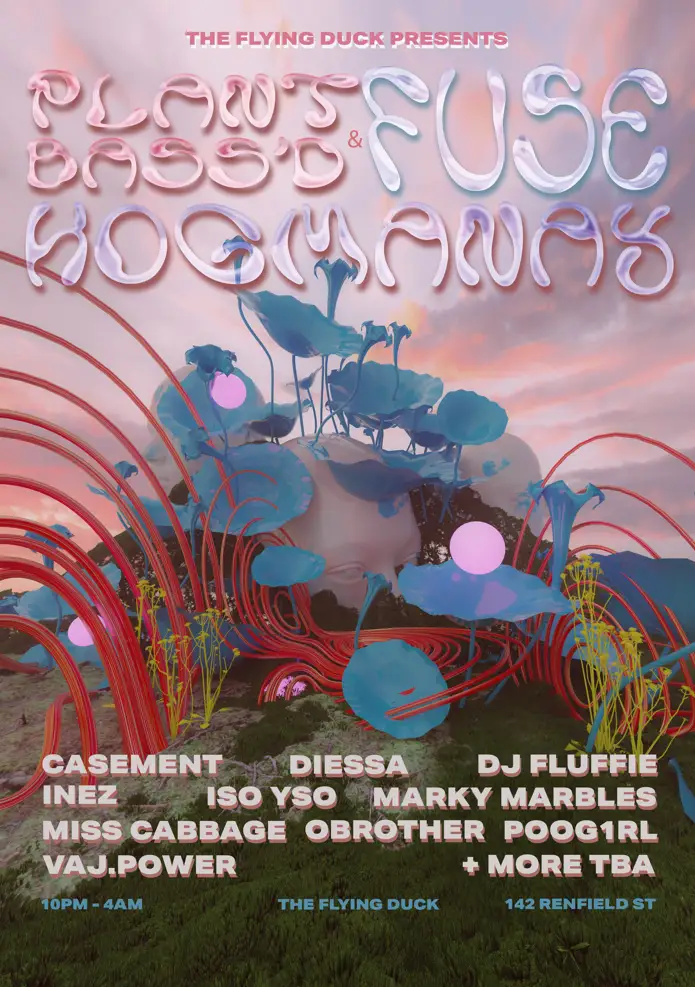 THE FLYING DUCK PRESENTS
PLANT
BASS'D
& FUSE
HOGMANAY
CASEMENT DIESSA DJ FLUFFIE
INEZ ISO YSO MARKY MARBLES
MISS CABBAGE OBROTHER POOG1RL
VAJ.POWER + MORE TBA
10PM - 4AM THE FLYING DUCK 142 RENFIELD ST